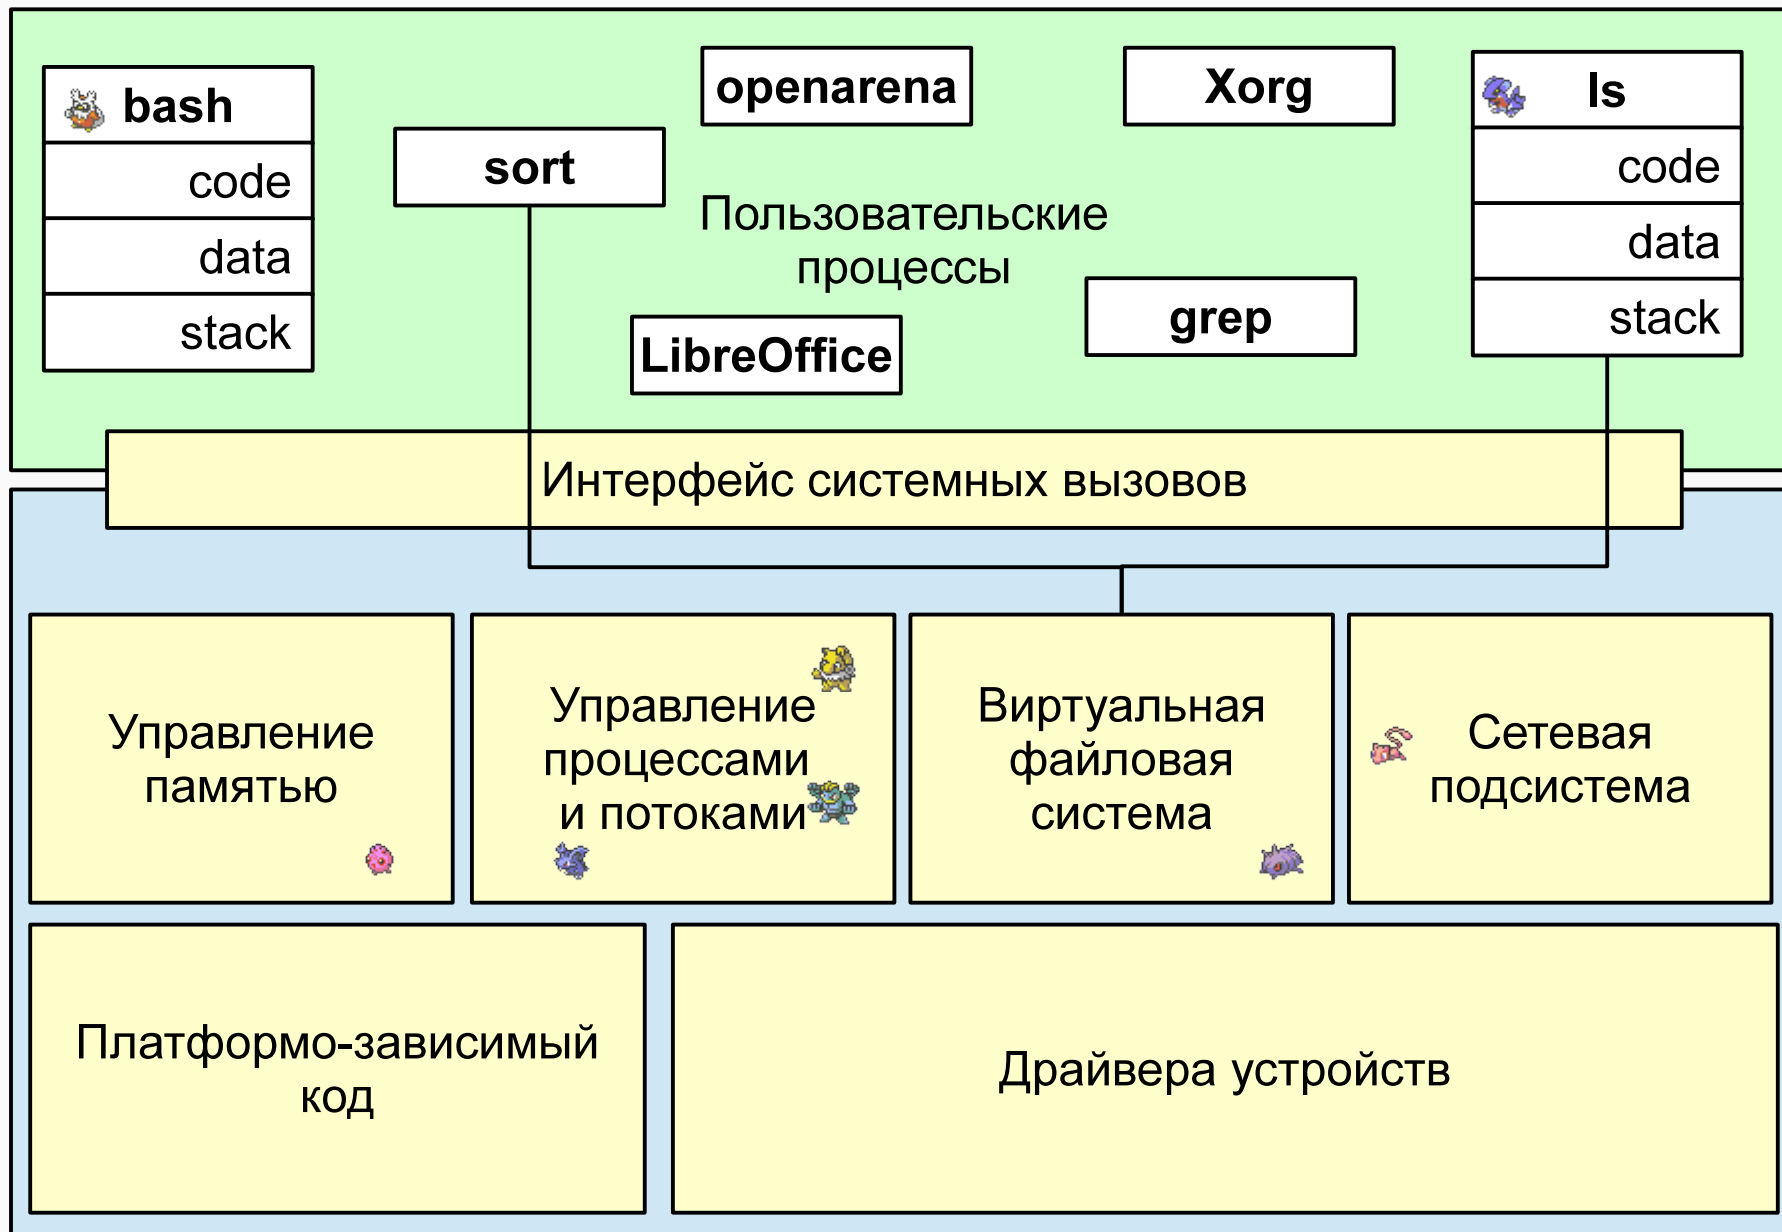 bash
code
data
stack
sort
openarena
Xorg
ls
code
data
stack
Пользовательские
процессы
LibreOffice
grep
Интерфейс системных вызовов
Управление
памятью
Управление
процессами
и потоками
Виртуальная
файловая
система
Сетевая
подсистема
Платформо-зависимый
код
Драйвера устройств